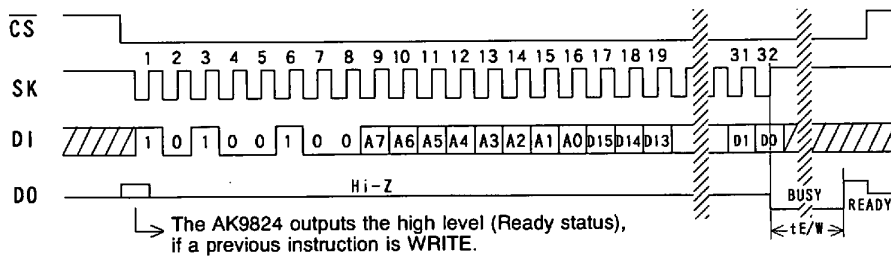 CS
1 2 3 4 5 6 7 8 9 10 11 12 13 14 15 16 17 18 19 31 32
SK
DI 1 0 1 0 0 1 0 0 A7 A6 A5 A4 A3 A2 A1 A0 D15 D14 D13 D1 D0
DO Hi-Z BUSY READY
The AK9824 outputs the high level (Ready status), tE/W
if a previous instruction is WRITE.